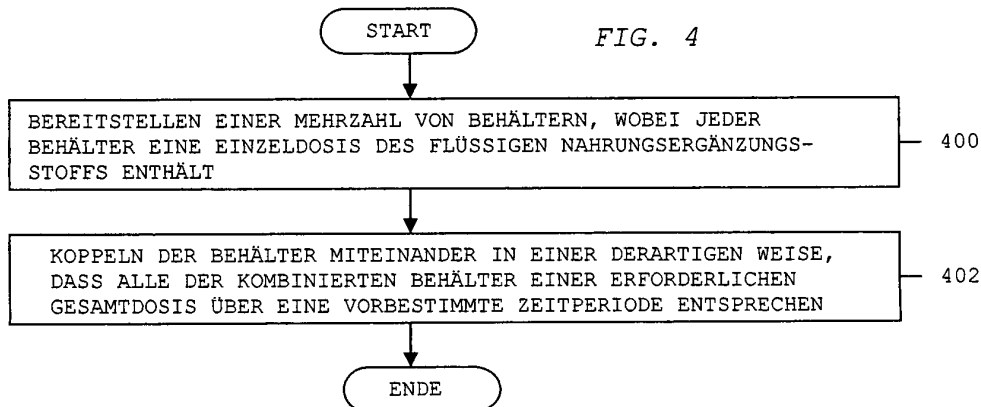 START
FIG. 4
BEREITSTELLEN EINER MEHRZAHL VON BEHÄLTERN, WOBEI JEDER
BEHÄLTER EINE EINZELDOSIS DES FLÜSSIGEN NAHRUNGSERGÄNZUNGS-
STOFFS ENTHÄLT
400
KOPPELN DER BEHÄLTER MITEINANDER IN EINER DERARTIGEN WEISE,
DASS ALLE DER KOMBINIERTEN BEHÄLTER EINER ERFORDERLICHEN
GESAMTDOSIS ÜBER EINE VORBESTIMMTE ZEITPERIODE ENTSPRECHEN
402
ENDE